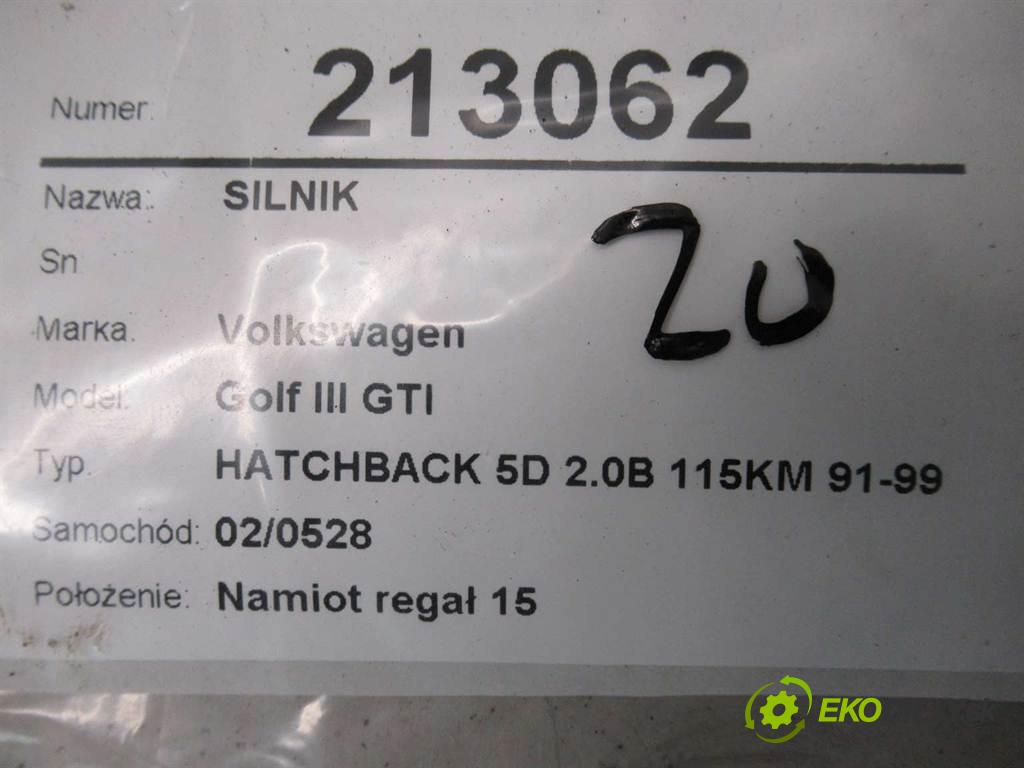 Numer: 213062
Nazwa: SILNIK
Sn
Marka. Volkswagen
Model: Golf III GTI
Typ. HATCHBACK 5D 2.0B 115KM 91-99
Samochód: 02/0528
Położenie: Namiot regał 15
20
EKO